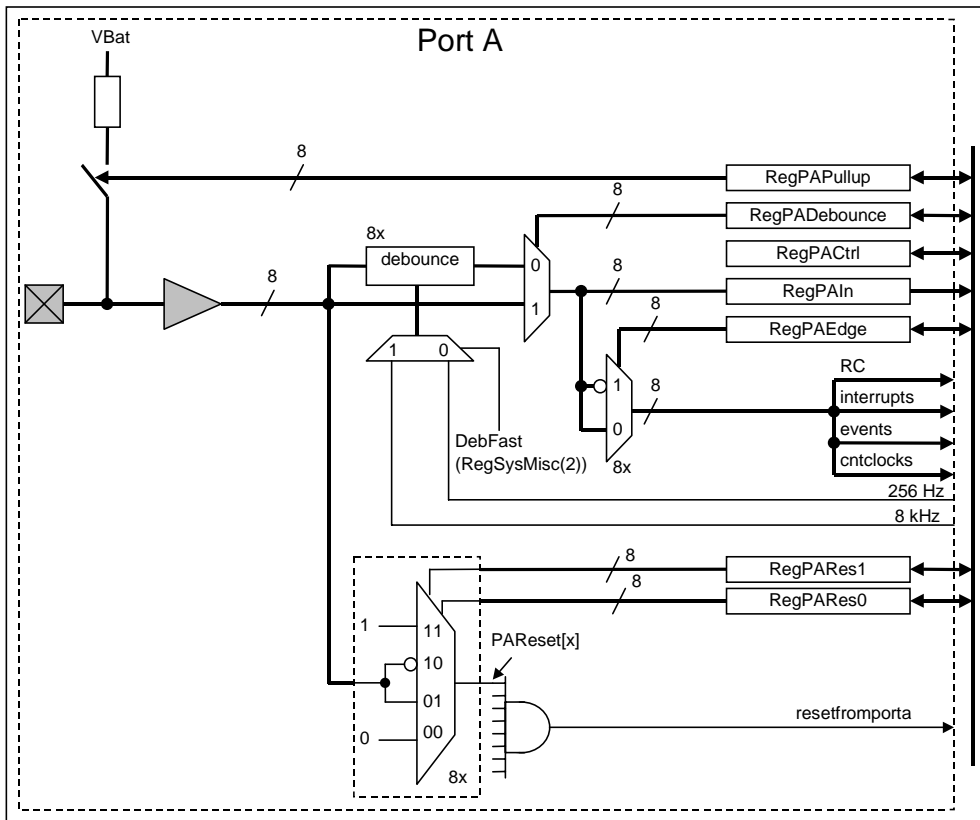 Port A
VBat
8
RegPAPullup
8
RegPADebounce
8x
debounce
0
RegPACtrl
8
8
1
RegPAIn
8
RegPAEdge
1 0
RC
1
8
interrupts
DebFast
(RegSysMisc(2))
0
events
8x
cntclocks
256 Hz
8 kHz
8
RegPARes1
8
RegPARes0
1
11
PAReset[x]
10
01
00
0
resetfromporta
8x